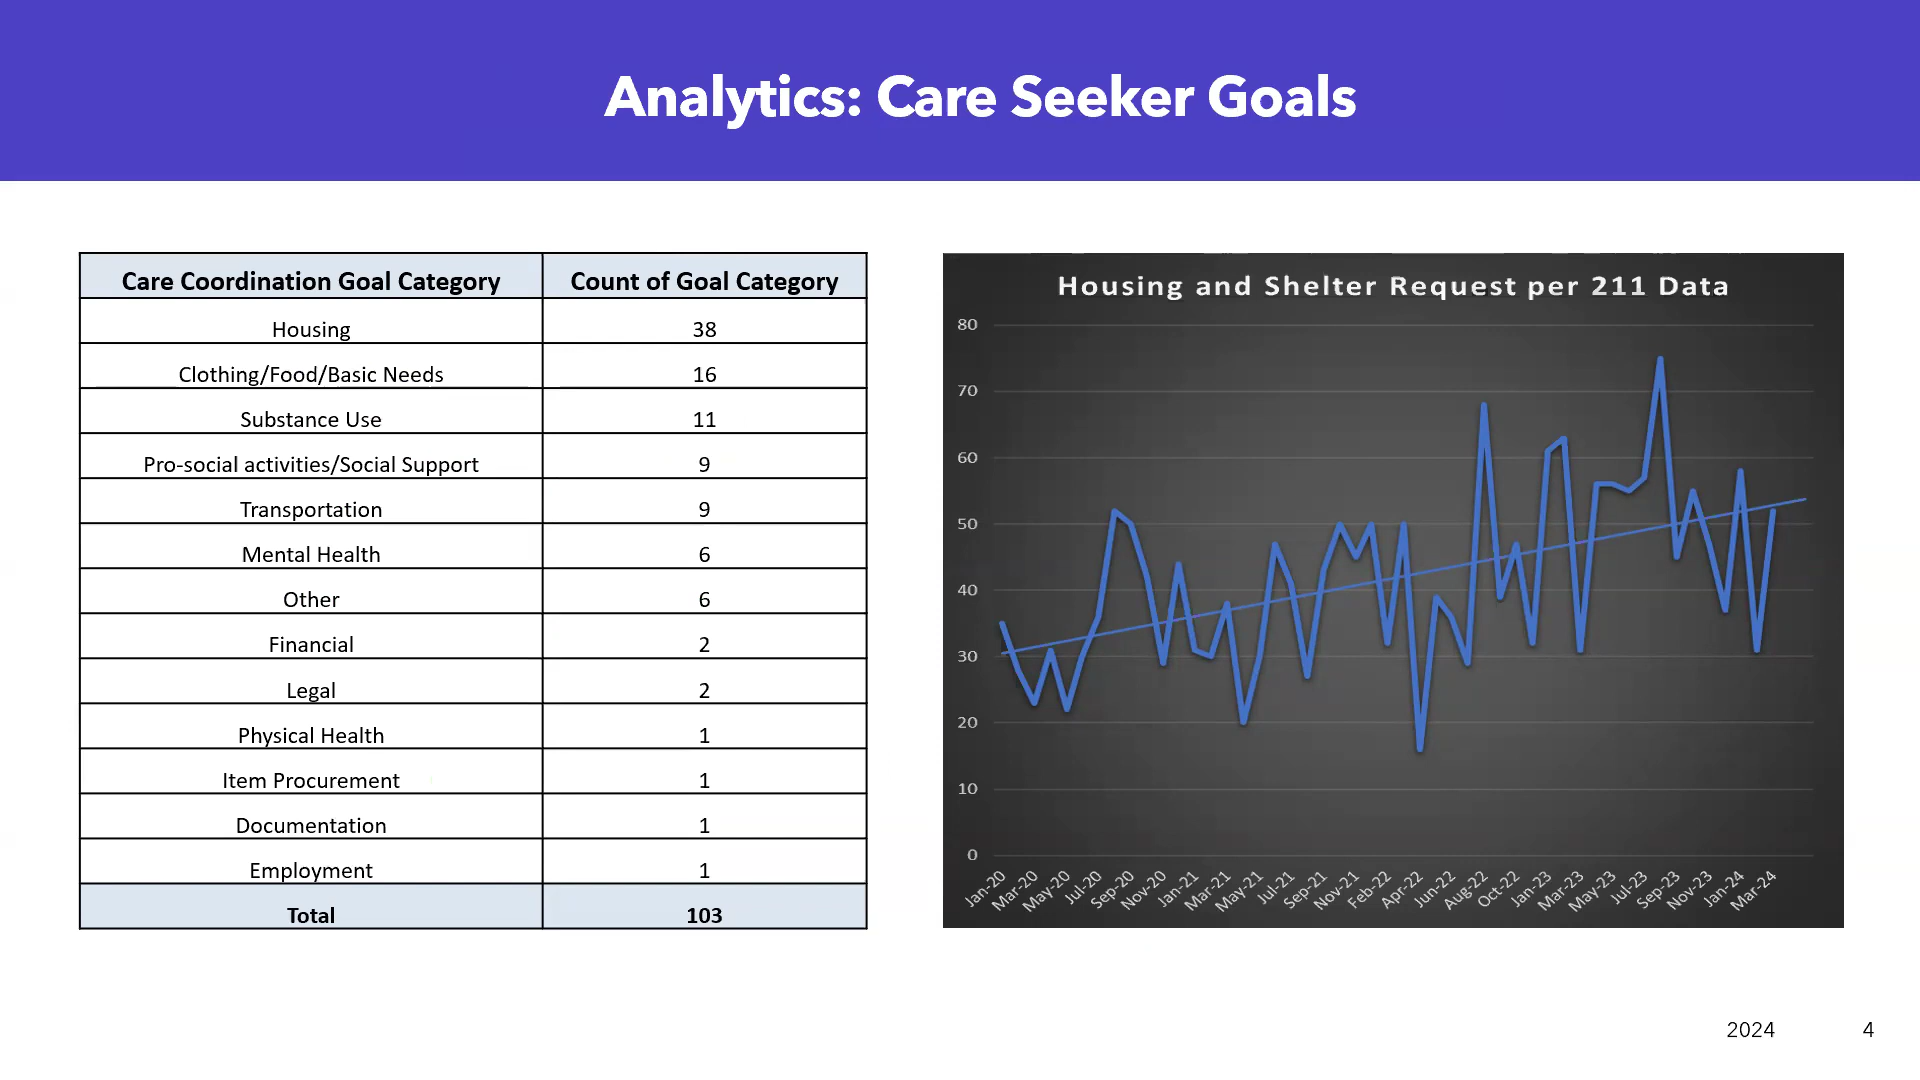 Analytics: Care Seeker Goals
Care Coordination Goal Category Count of Goal Category
Housing 38
Clothing/Food/Basic Needs 16
Substance Use 11
Pro-social activities/Social Support 9
Transportation 9
Mental Health 6
Other 6
Financial 2
Legal 2
Physical Health 1
Item Procurement 1
Documentation 1
Employment 1
Total 103
Housing and Shelter Request per 211 Data
80
70
60
50
40
30
20
10
0
Jan-20 Mar-20 May-20 Jul-20 Sep-20 Nov-20 Jan-21 Mar-21 May-21 Jul-21 Sep-21 Nov-21 Feb-22 Apr-22 Jun-22 Aug-22 Oct-22 Jan-23 Mar-23 May-23 Jul-23 Sep-23 Nov-23 Jan-24 Mar-24
2024 4